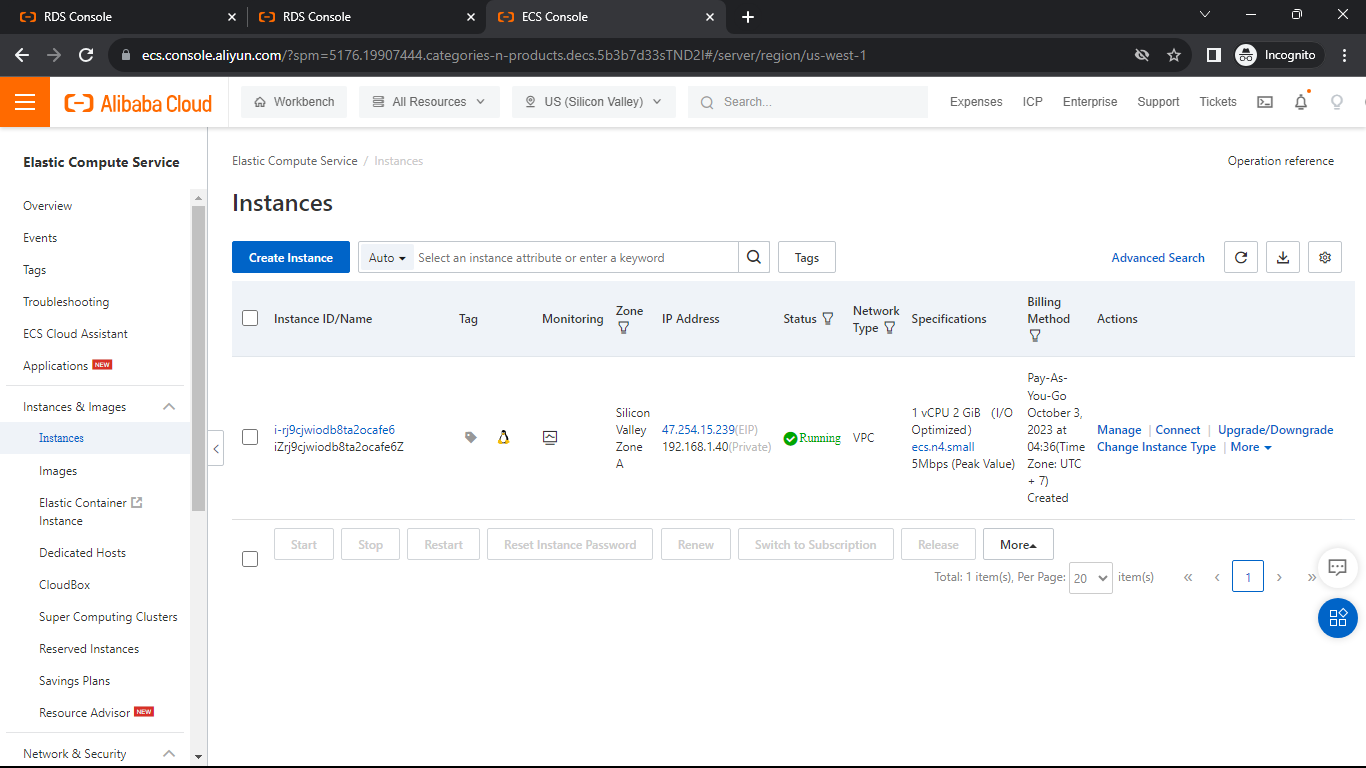 RDS Console
RDS Console
ECS Console
ecs.console.aliyun.com/?spm=5176.19907444.categories-n-products.decs.5b3b7d33sTND2I#/server/region/us-west-1
Incognito
Alibaba Cloud
Workbench
All Resources
US (Silicon Valley)
Search...
Expenses
ICP
Enterprise
Support
Tickets
Elastic Compute Service
Overview
Events
Tags
Troubleshooting
ECS Cloud Assistant
Applications NEW
Instances & Images
Instances
Images
Elastic Container
Instance
Dedicated Hosts
CloudBox
Super Computing Clusters
Reserved Instances
Savings Plans
Resource Advisor NEW
Network & Security
Elastic Compute Service / Instances
Operation reference
Instances
Create Instance
Auto
Select an instance attribute or enter a keyword
Tags
Advanced Search
Instance ID/Name
Tag
Monitoring
Zone
IP Address
Status
Network
Type
Specifications
Billing
Method
Actions
i-rj9cjwiodb8ta2ocafe6
iZrj9cjwiodb8ta2ocafe6Z
Silicon
Valley
Zone
A
47.254.15.239(EIP)
192.168.1.40(Private)
Running
VPC
1 vCPU 2 GiB (I/O
Optimized)
ecs.n4.small
5Mbps (Peak Value)
Pay-As-
You-Go
October 3,
2023 at
04:36(Time
Zone: UTC
+ 7)
Created
Manage | Connect | Upgrade/Downgrade
Change Instance Type | More
Start
Stop
Restart
Reset Instance Password
Renew
Switch to Subscription
Release
More
Total: 1 item(s), Per Page: 20 item(s)
« ‹ 1 › »